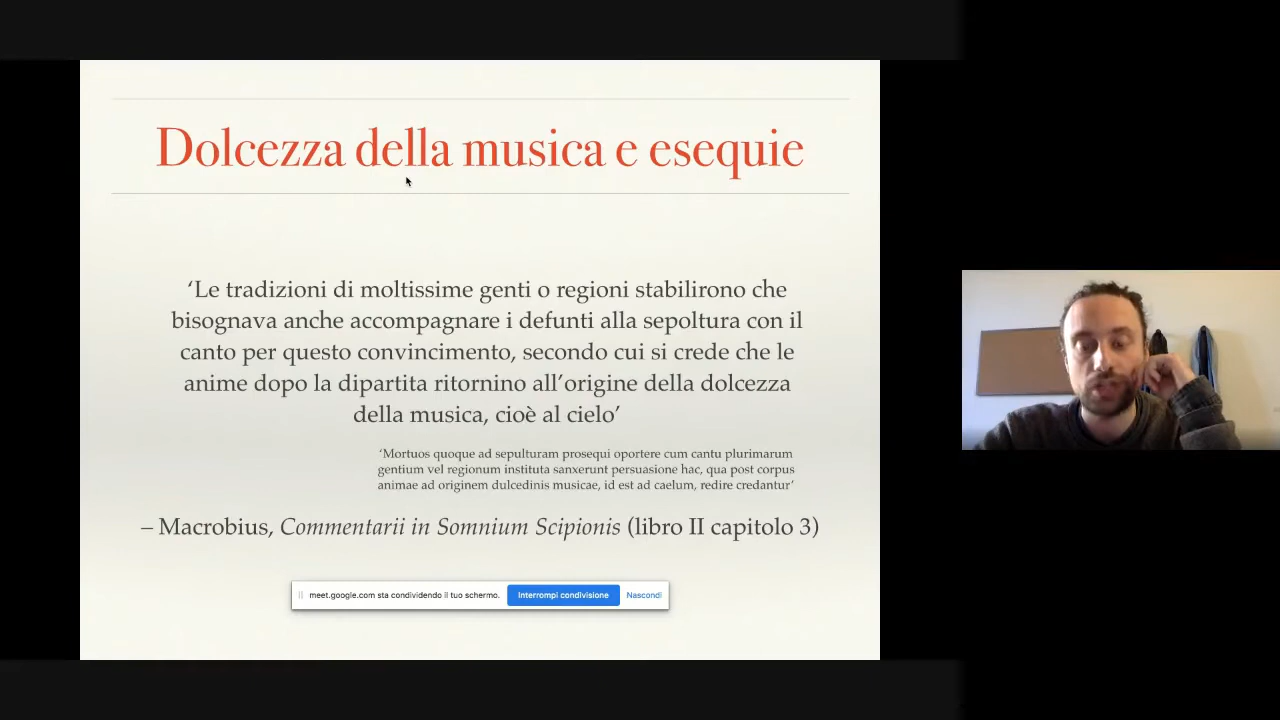 Dolcezza della musica e esequie
‘Le tradizioni di moltissime genti o regioni stabilirono che
bisognava anche accompagnare i defunti alla sepoltura con il
canto per questo convincimento, secondo cui si crede che le
anime dopo la dipartita ritornino all’origine della dolcezza
della musica, cioè al cielo’
‘Mortuos quoque ad sepulturam prosequi oportere cum cantu plurimarum
gentium vel regionum instituta sanxerunt persuasione hac, qua post corpus
animae ad originem dulcedinis musicae, id est ad caelum, redire credantur’
– Macrobius, Commentarii in Somnium Scipionis (libro II capitolo 3)
meet.google.com sta condividendo il tuo schermo. Interrompi condivisione Nascondi